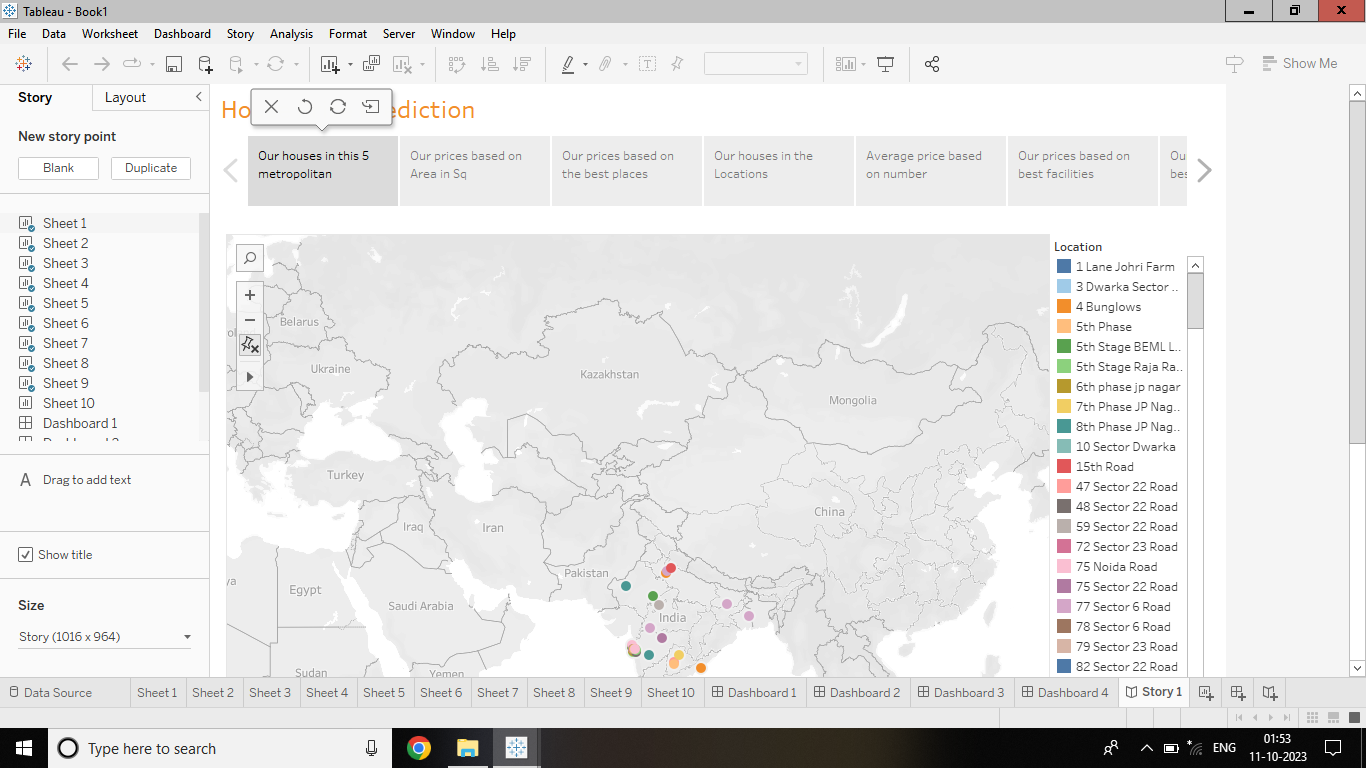 Tableau - Book1
File Data Worksheet Dashboard Story Analysis Format Server Window Help
Show Me
Story Layout
New story point
Blank Duplicate
Sheet 1
Sheet 2
Sheet 3
Sheet 4
Sheet 5
Sheet 6
Sheet 7
Sheet 8
Sheet 9
Sheet 10
Dashboard 1
A Drag to add text
Show title
Size
Story (1016 x 964)
Ho ediction
Our houses in this 5
metropolitan
Our prices based on
Area in Sq
Our prices based on
the best places
Our houses in the
Locations
Average price based
on number
Our prices based on
best facilities
Ou
bes
Belarus
Ukraine
Kazakhstan
Mongolia
Turkey
Iraq
Iran
China
Pakistan
Egypt
Saudi Arabia
India
Sudan
Yemen
Location
1 Lane Johri Farm
3 Dwarka Sector ..
4 Bunglows
5th Phase
5th Stage BEML L..
5th Stage Raja Ra..
6th phase jp nagar
7th Phase JP Nag..
8th Phase JP Nag..
10 Sector Dwarka
15th Road
47 Sector 22 Road
48 Sector 22 Road
59 Sector 22 Road
72 Sector 23 Road
75 Noida Road
75 Sector 22 Road
77 Sector 6 Road
78 Sector 6 Road
79 Sector 23 Road
82 Sector 22 Road
Data Source Sheet 1 Sheet 2 Sheet 3 Sheet 4 Sheet 5 Sheet 6 Sheet 7 Sheet 8 Sheet 9 Sheet 10 Dashboard 1 Dashboard 2 Dashboard 3 Dashboard 4 Story 1
Type here to search
ENG
01:53
11-10-2023